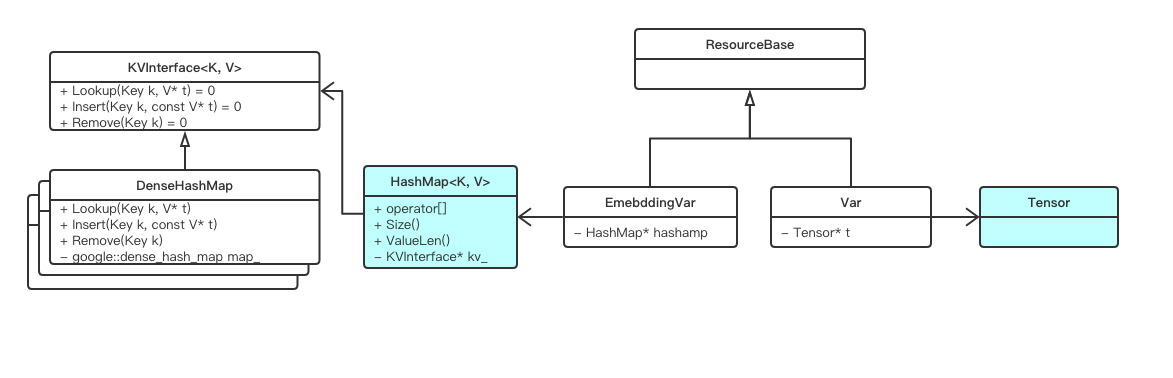 KVInterface<K, V>
+ Lookup(Key k, V* t) = 0
+ Insert(Key k, const V* t) = 0
+ Remove(Key k) = 0
DenseHashMap
+ Lookup(Key k, V* t)
+ Insert(Key k, const V* t)
+ Remove(Key k)
- google::dense_hash_map map_
HashMap<K, V>
+ operator[]
+ Size()
+ ValueLen()
- KVInterface* kv_
ResourceBase
EmebddingVar
- HashMap* hashamp
Var
- Tensor* t
Tensor